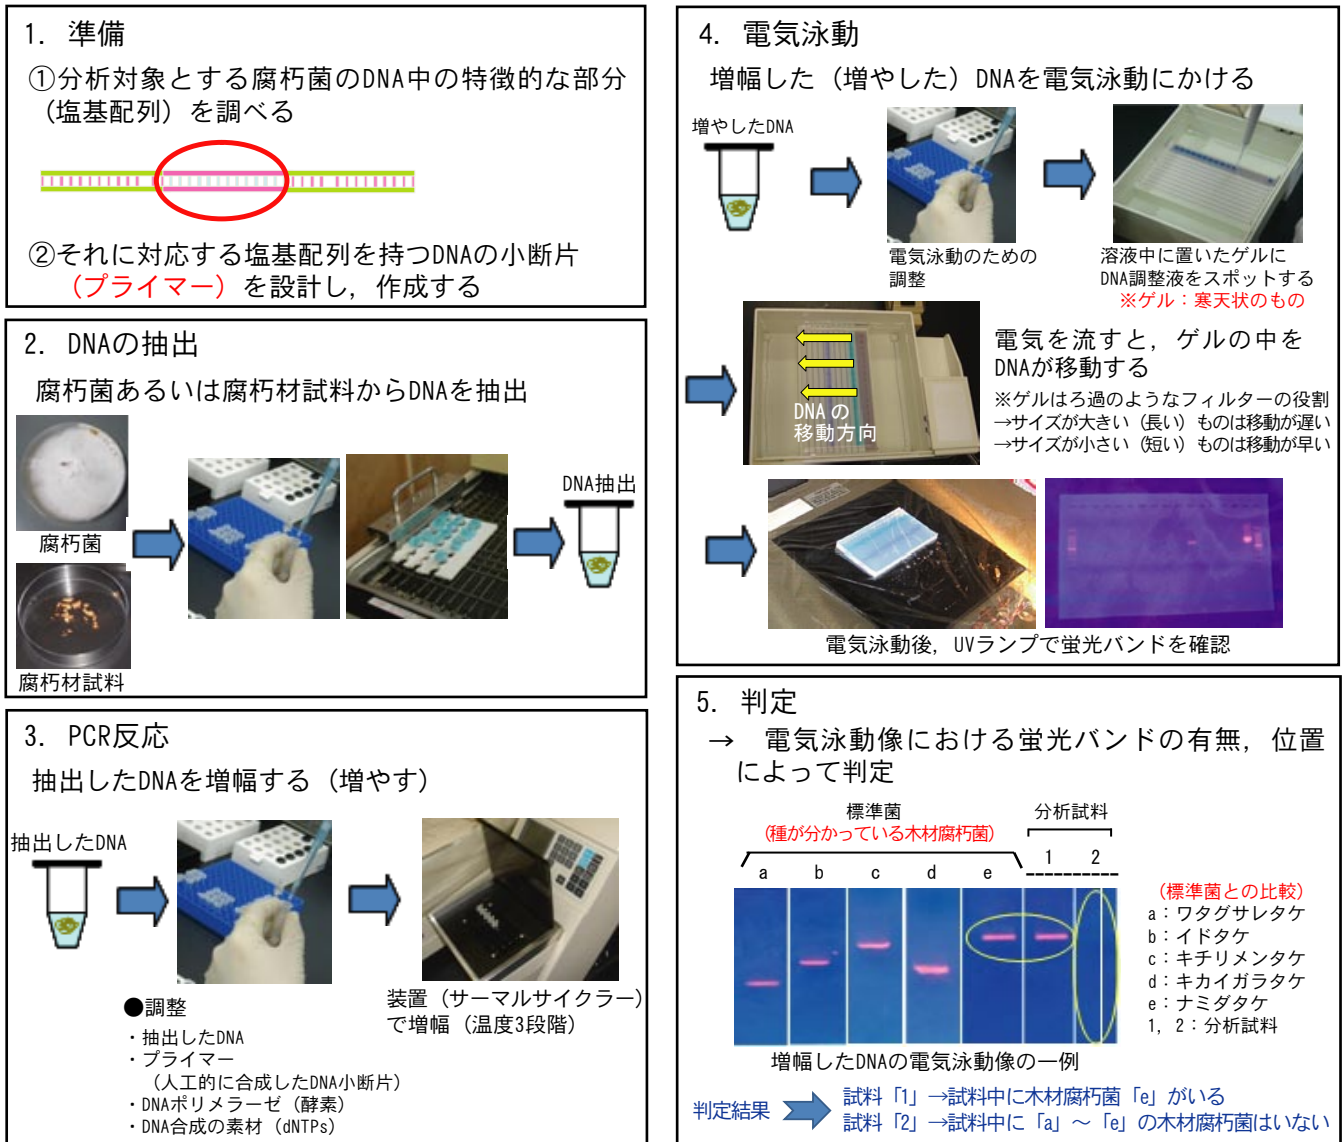 1. 準備
①分析対象とする腐朽菌のDNA中の特徴的な部分
(塩基配列)を調べる
②それに対応する塩基配列を持つDNAの小断片
(プライマー)を設計し,作成する
2. DNAの抽出
腐朽菌あるいは腐朽材試料からDNAを抽出
腐朽菌
腐朽材試料
DNA抽出
3. PCR反応
抽出したDNAを増幅する(増やす)
抽出したDNA
●調整
・抽出したDNA
・プライマー
(人工的に合成したDNA小断片)
・DNAポリメラーゼ(酵素)
・DNA合成の素材(dNTPs)
装置(サーマルサイクラー)
で増幅(温度3段階)
4. 電気泳動
増幅した(増やした)DNAを電気泳動にかける
増やしたDNA
電気泳動のための
調整
溶液中に置いたゲルに
DNA調整液をスポットする
※ゲル:寒天状のもの
DNAの
移動方向
電気を流すと,ゲルの中を
DNAが移動する
※ゲルはろ過のようなフィルターの役割
→サイズが大きい(長い)ものは移動が遅い
→サイズが小さい(短い)ものは移動が早い
電気泳動後,UVランプで蛍光バンドを確認
5. 判定
→ 電気泳動像における蛍光バンドの有無,位置
によって判定
標準菌
(種が分かっている木材腐朽菌)
分析試料
a b c d e 1 2
(標準菌との比較)
a:ワタグサレタケ
b:イドタケ
c:キチリメンタケ
d:キカイガラタケ
e:ナミダタケ
1, 2:分析試料
増幅したDNAの電気泳動像の一例
判定結果
試料「1」→試料中に木材腐朽菌「e」がいる
試料「2」→試料中に「a」~「e」の木材腐朽菌はいない